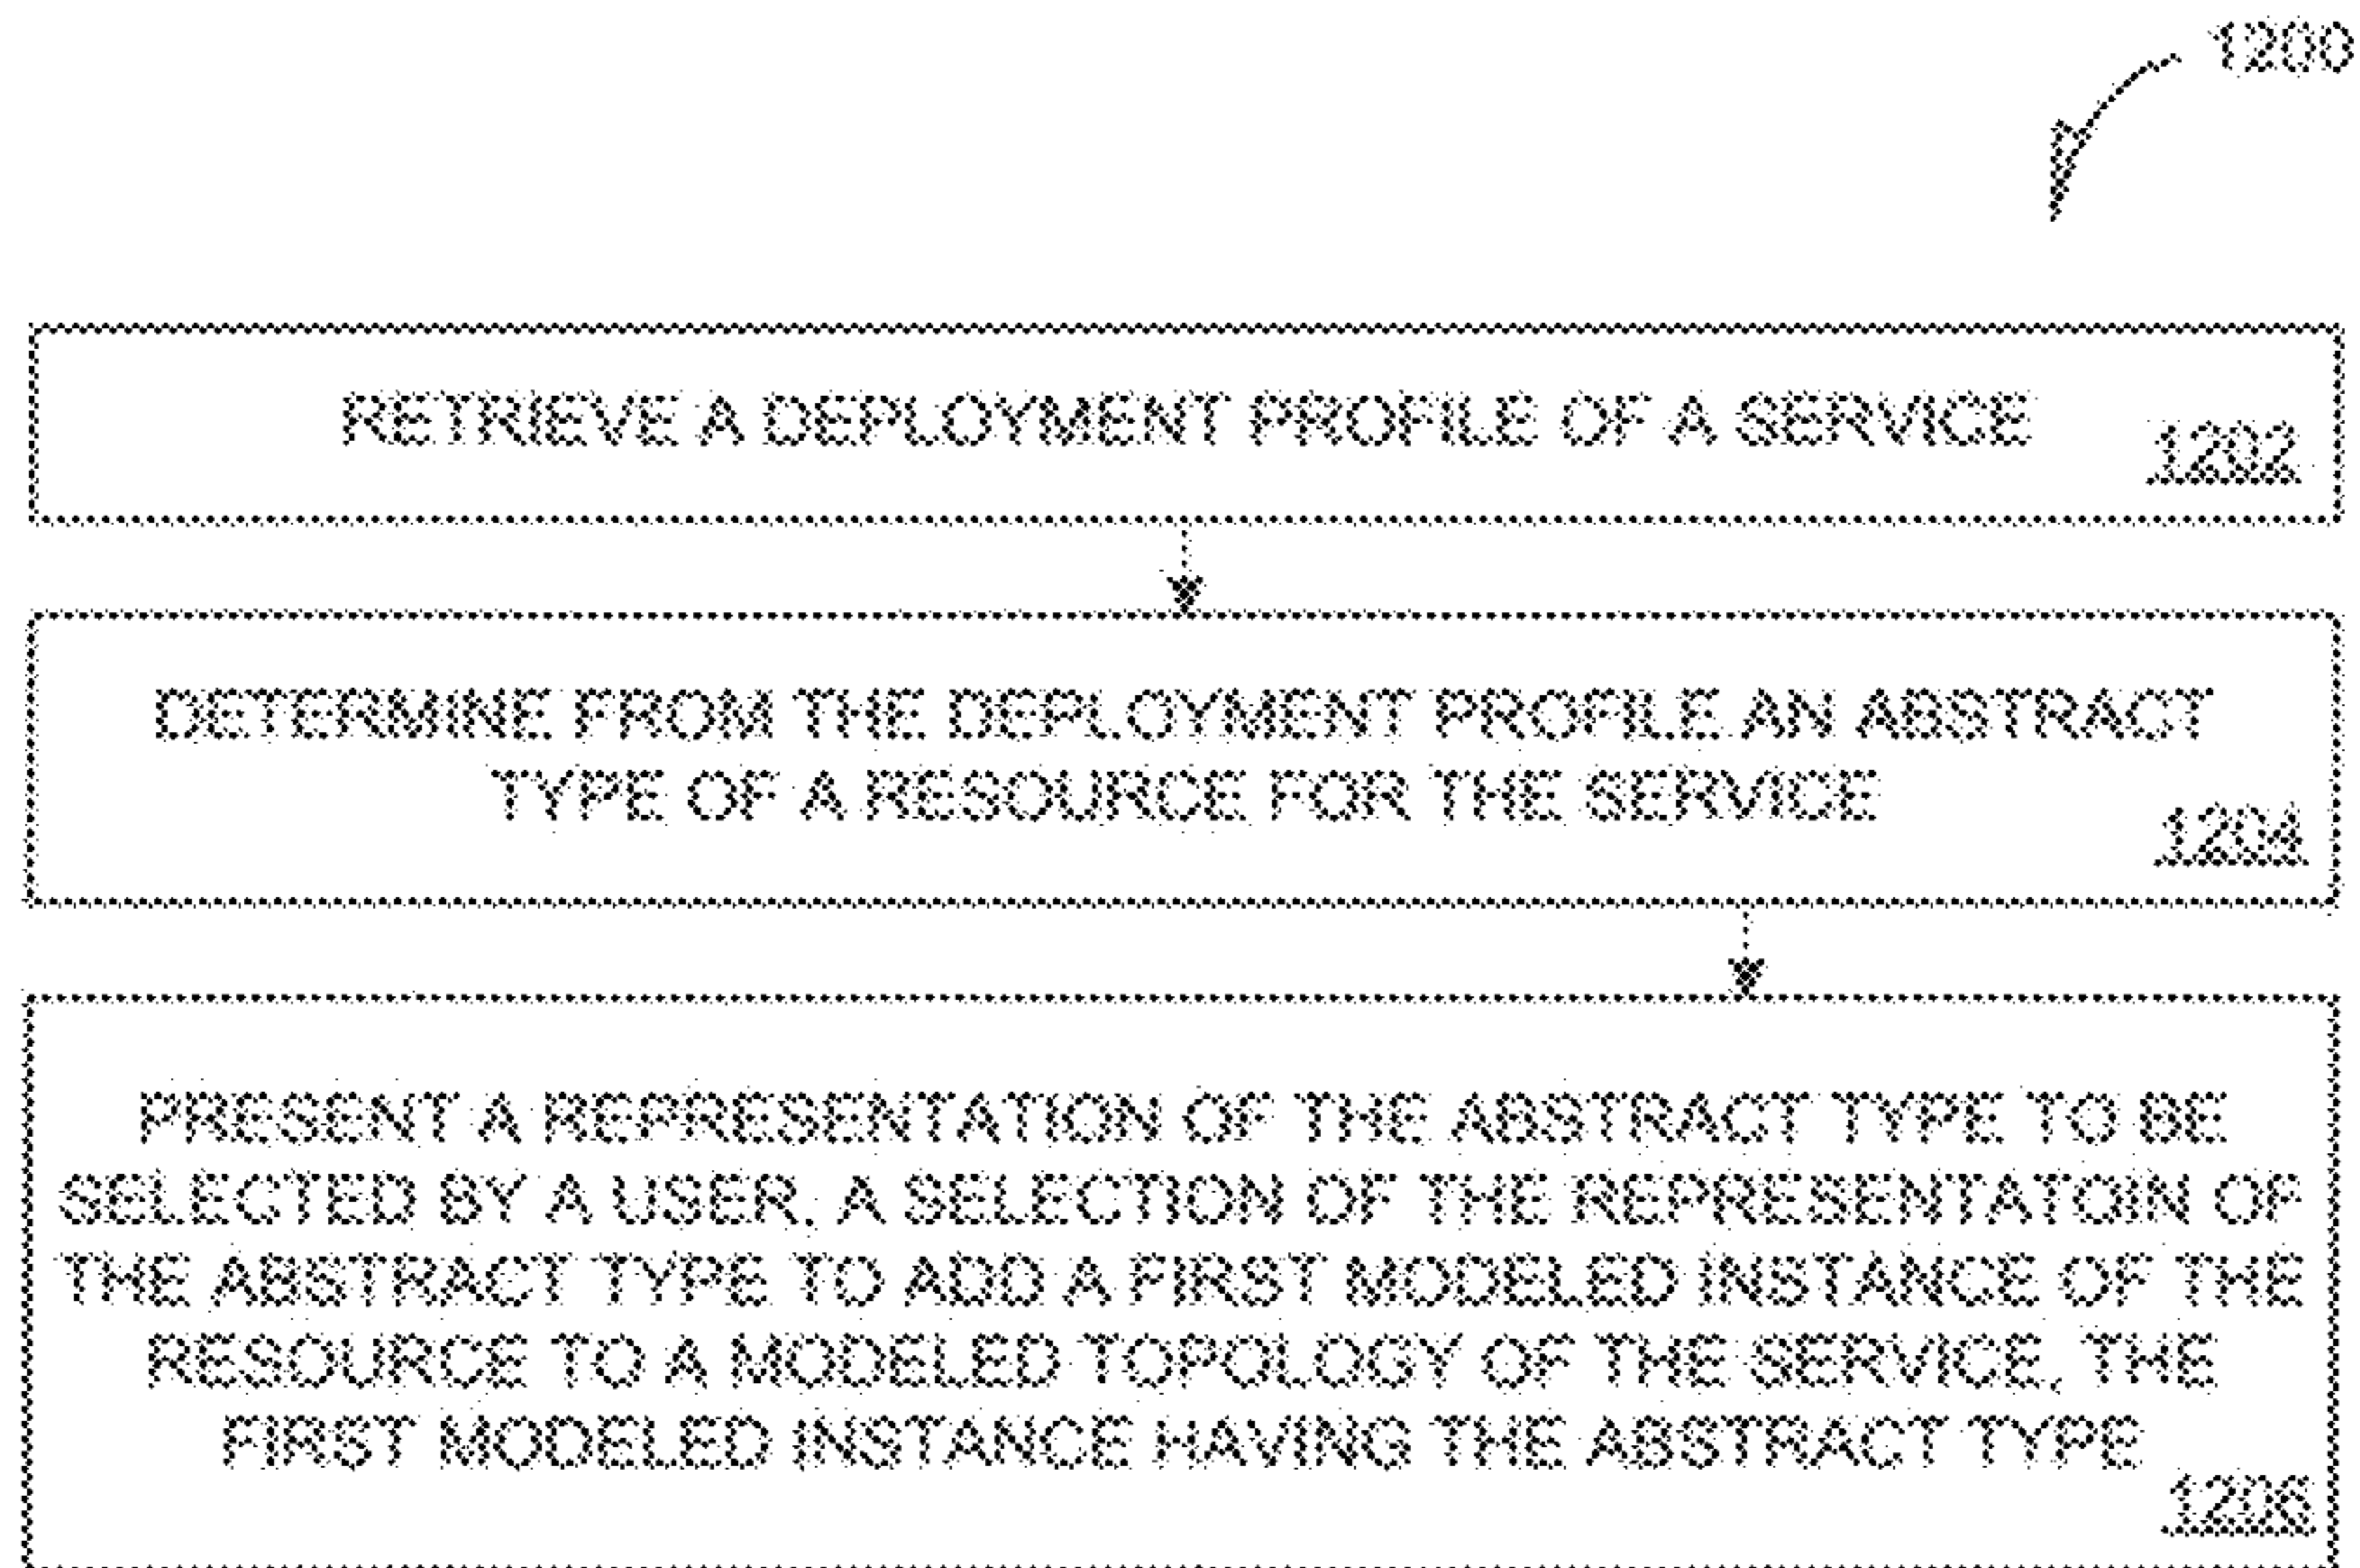 1200
RETRIEVE A DEPLOYMENT PROFILE OF A SERVICE
1202
DETERMINE FROM THE DEPLOYMENT PROFILE AN ABSTRACT
TYPE OF A RESOURCE FOR THE SERVICE
1204
PRESENT A REPRESENTATION OF THE ABSTRACT TYPE TO BE
SELECTED BY A USER, A SELECTION OF THE REPRESENTATOIN OF
THE ABSTRACT TYPE TO ADD A FIRST MODELED INSTANCE OF THE
RESOURCE TO A MODELED TOPOLOGY OF THE SERVICE, THE
FIRST MODELED INSTANCE HAVING THE ABSTRACT TYPE
1206